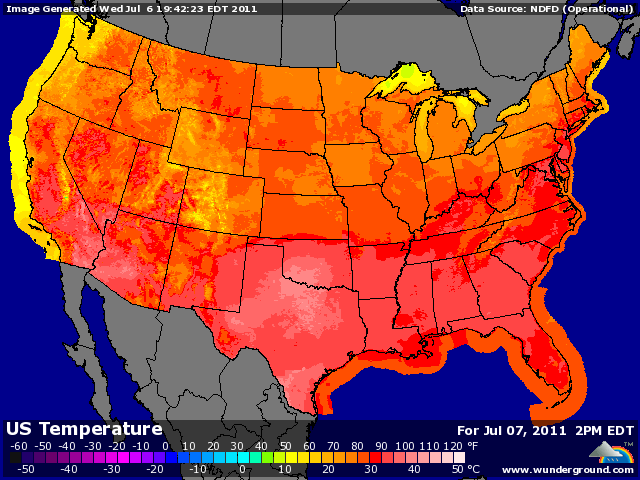 Image Generated Wed Jul 6 19:42:23 EDT 2011 Data Source: NDFD (Operational)
US Temperature For Jul 07, 2011 2PM EDT
-60 -50 -40 -30 -20 -10 0 10 20 30 40 50 60 70 80 90 100 110 120 °F
-50 -40 -30 -20 -10 0 10 20 30 40 50 °C
TM
www.wunderground.com